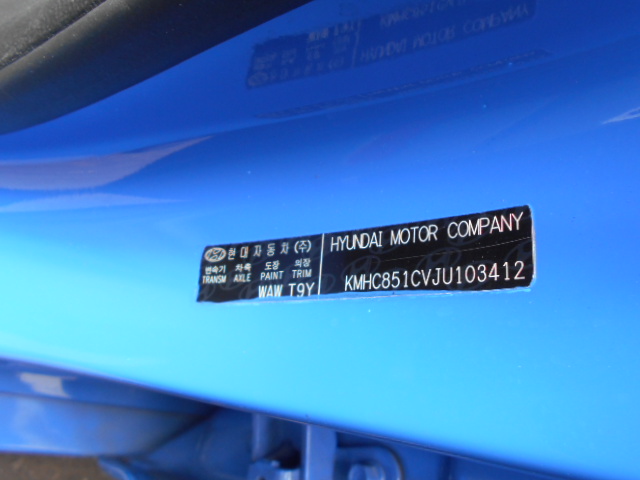 현대자동차(주)
변속기 차축 도장 의장
TRANSM AXLE PAINT TRIM
WAW T9Y
HYUNDAI MOTOR COMPANY
KMHC851CVJU103412